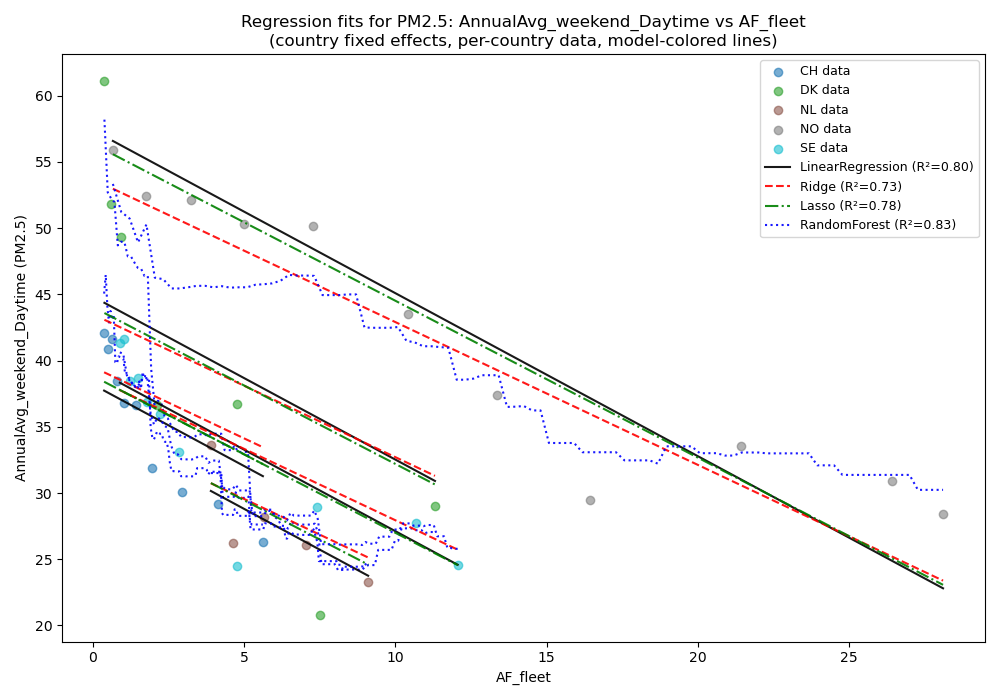 Regression fits for PM2.5: AnnualAvg_weekend_Daytime vs AF_fleet
(country fixed effects, per-country data, model-colored lines)
CH data
DK data
NL data
NO data
SE data
LinearRegression (R²=0.80)
Ridge (R²=0.73)
Lasso (R²=0.78)
RandomForest (R²=0.83)
AnnualAvg_weekend_Daytime (PM2.5)
60
55
50
45
40
35
30
25
20
0 5 10 15 20 25
AF_fleet